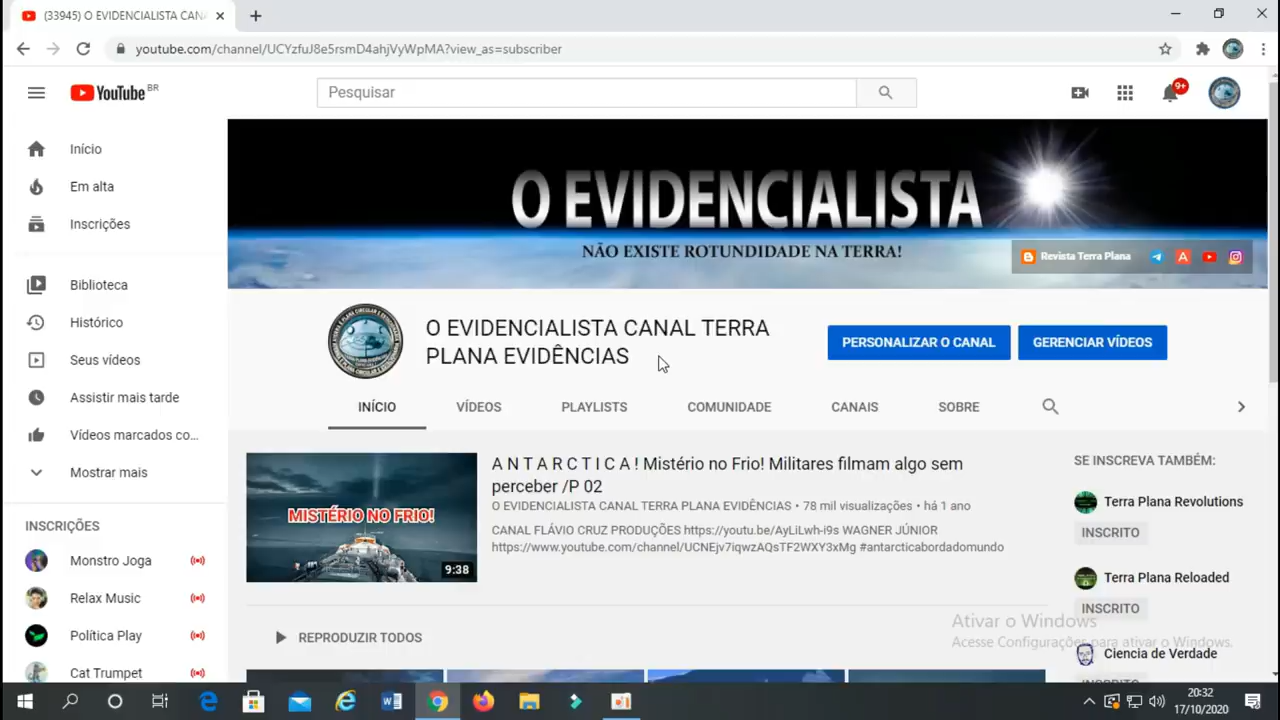 (33945) O EVIDENCIALISTA CANA
youtube.com/channel/UCYzfuJ8e5rsmD4ahjVyWpMA?view_as=subscriber
YouTube BR
Pesquisar
9+
Início
Em alta
Inscrições
Biblioteca
Histórico
Seus vídeos
Assistir mais tarde
Vídeos marcados co...
Mostrar mais
INSCRIÇÕES
Monstro Joga
Relax Music
Política Play
Cat Trumpet
O EVIDENCIALISTA
NÃO EXISTE ROTUNDIDADE NA TERRA!
Revista Terra Plana
O EVIDENCIALISTA CANAL TERRA
PLANA EVIDÊNCIAS
PERSONALIZAR O CANAL
GERENCIAR VÍDEOS
INÍCIO
VÍDEOS
PLAYLISTS
COMUNIDADE
CANAIS
SOBRE
MISTÉRIO NO FRIO!
9:38
A N T A R C T I C A ! Mistério no Frio! Militares filmam algo sem
perceber /P 02
O EVIDENCIALISTA CANAL TERRA PLANA EVIDÊNCIAS • 78 mil visualizações • há 1 ano
CANAL FLÁVIO CRUZ PRODUÇÕES https://youtu.be/AyLiLwh-i9s WAGNER JÚNIOR
https://www.youtube.com/channel/UCNEjv7iqwzAQsTF2WXY3xMg #antarcticabordadomundo
REPRODUZIR TODOS
SE INSCREVA TAMBÉM:
Terra Plana Revolutions
INSCRITO
Terra Plana Reloaded
INSCRITO
Ciencia de Verdade
Ativar o Windows
Acesse Configurações para ativar o Windows.
20:32
17/10/2020